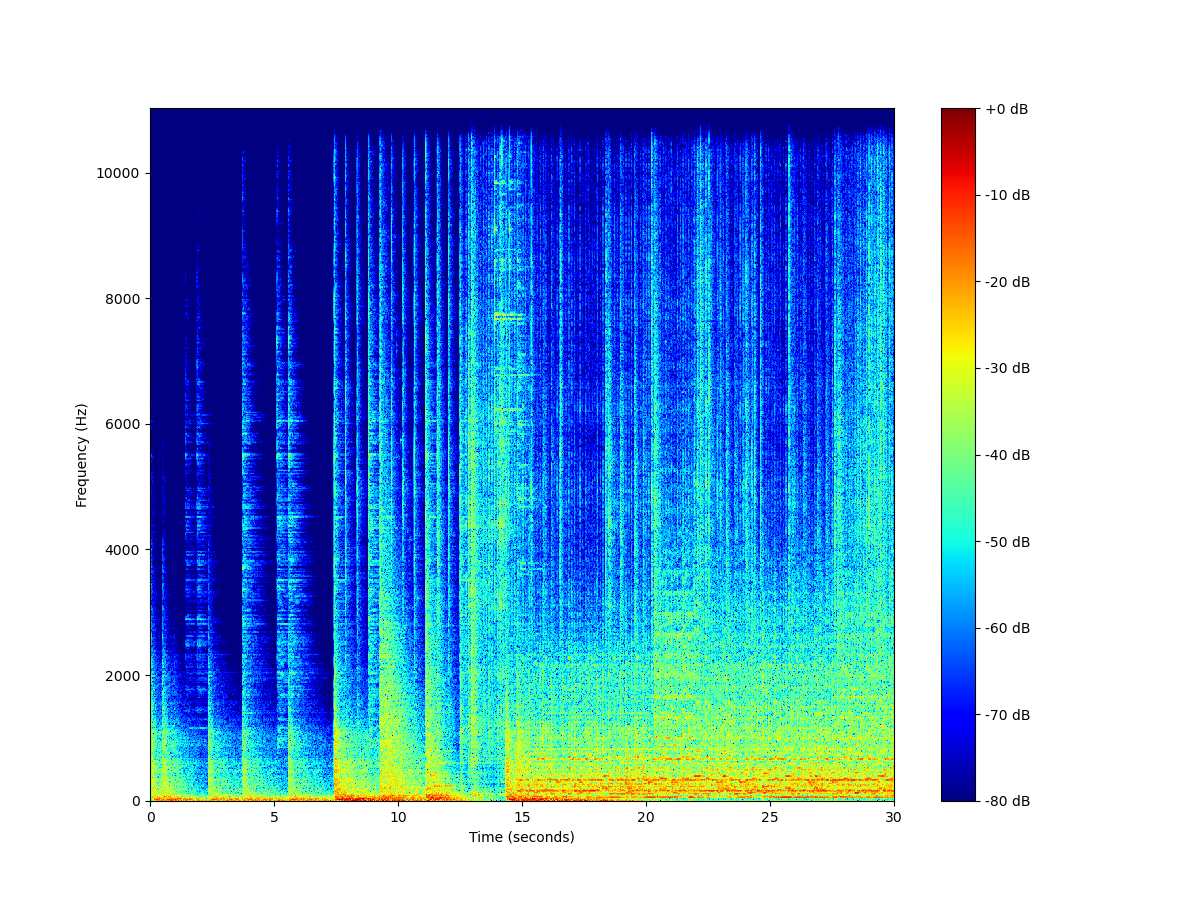 10000
8000
6000
4000
2000
0
Frequency (Hz)
0 5 10 15 20 25 30
Time (seconds)
+0 dB
-10 dB
-20 dB
-30 dB
-40 dB
-50 dB
-60 dB
-70 dB
-80 dB